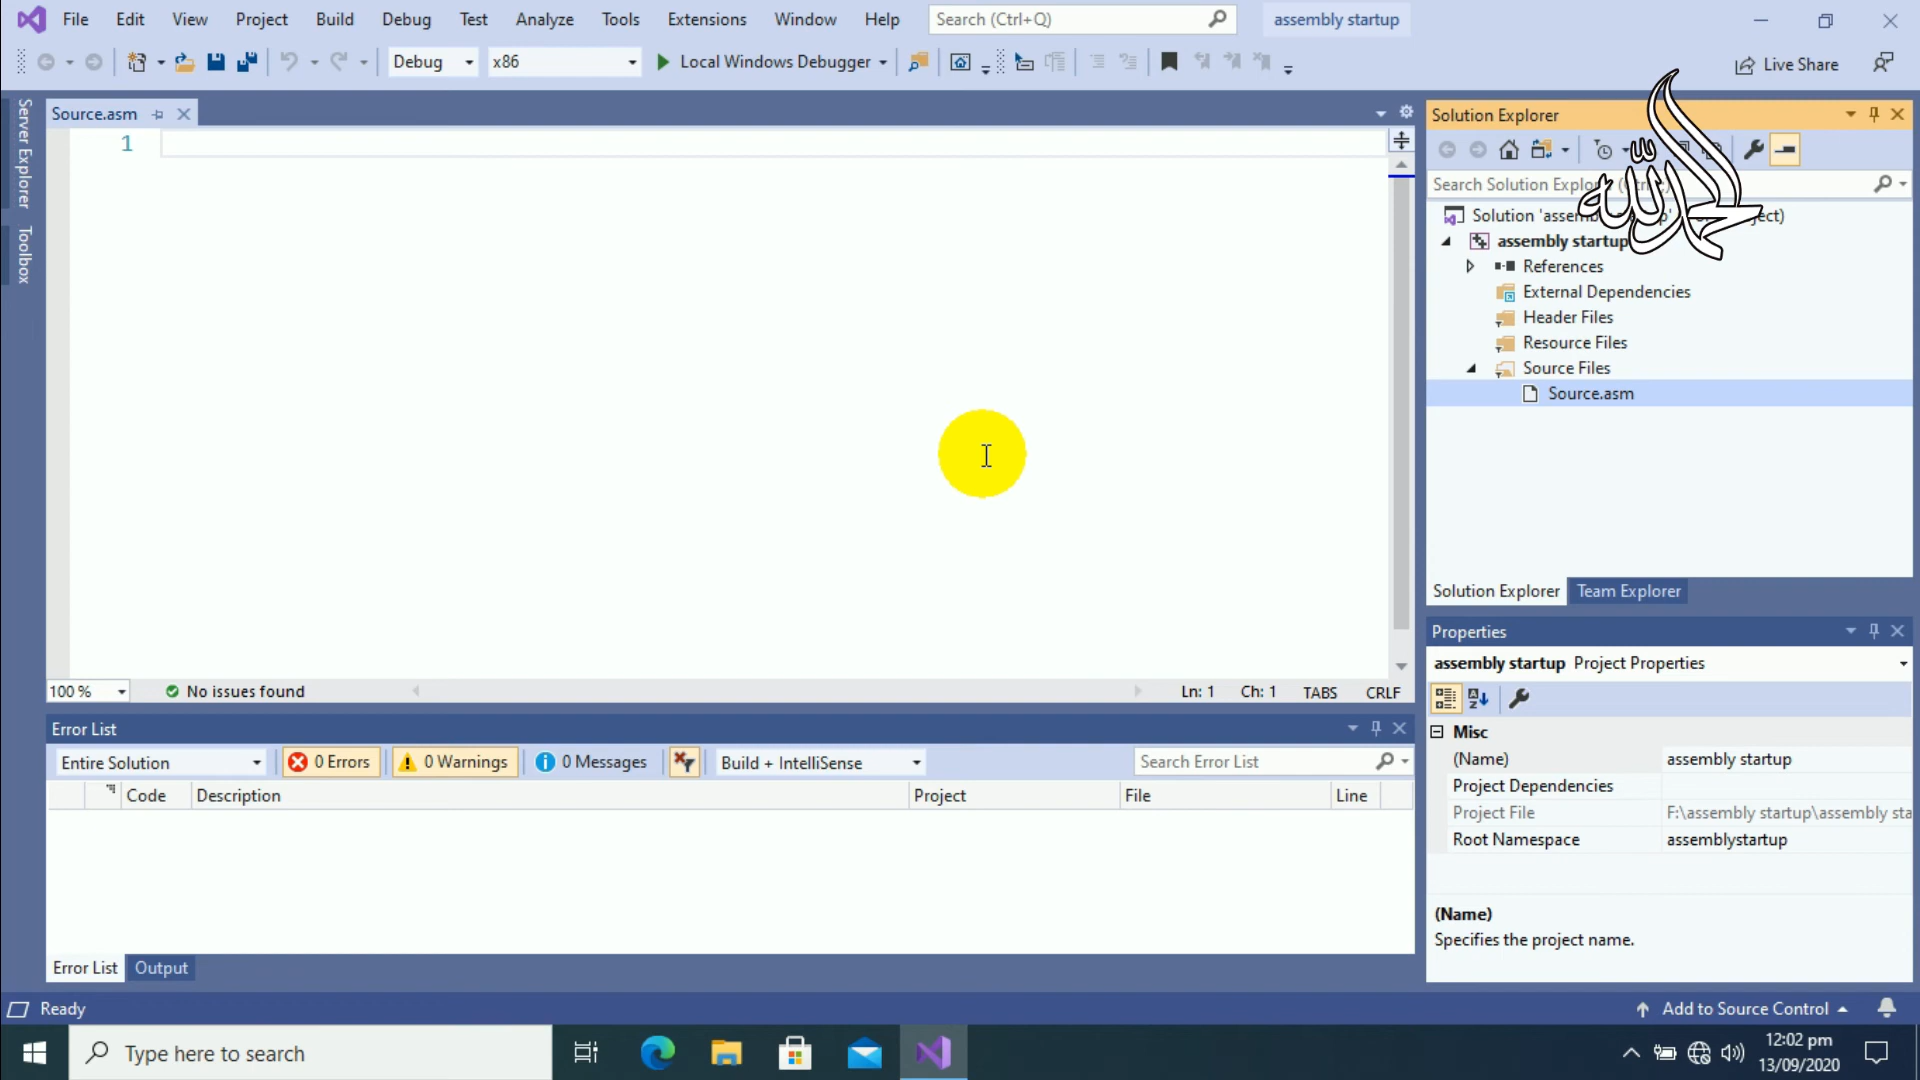 File Edit View Project Build Debug Test Analyze Tools Extensions Window Help Search (Ctrl+Q) assembly startup
Debug x86 Local Windows Debugger Live Share
Server Explorer
Toolbox
Source.asm
1
100 % No issues found Ln: 1 Ch: 1 TABS CRLF
Error List
Entire Solution 0 Errors 0 Warnings 0 Messages Build + IntelliSense Search Error List
Code Description Project File Line
Error List Output
Solution Explorer
الحمد لله
Search Solution
Solution 'assem
assembly startup
References
External Dependencies
Header Files
Resource Files
Source Files
Source.asm
Solution Explorer Team Explorer
Properties
assembly startup Project Properties
Misc
(Name) assembly startup
Project Dependencies
Project File F:\assembly startup\assembly sta
Root Namespace assemblystartup
(Name)
Specifies the project name.
Ready Add to Source Control
Type here to search 12:02 pm
13/09/2020